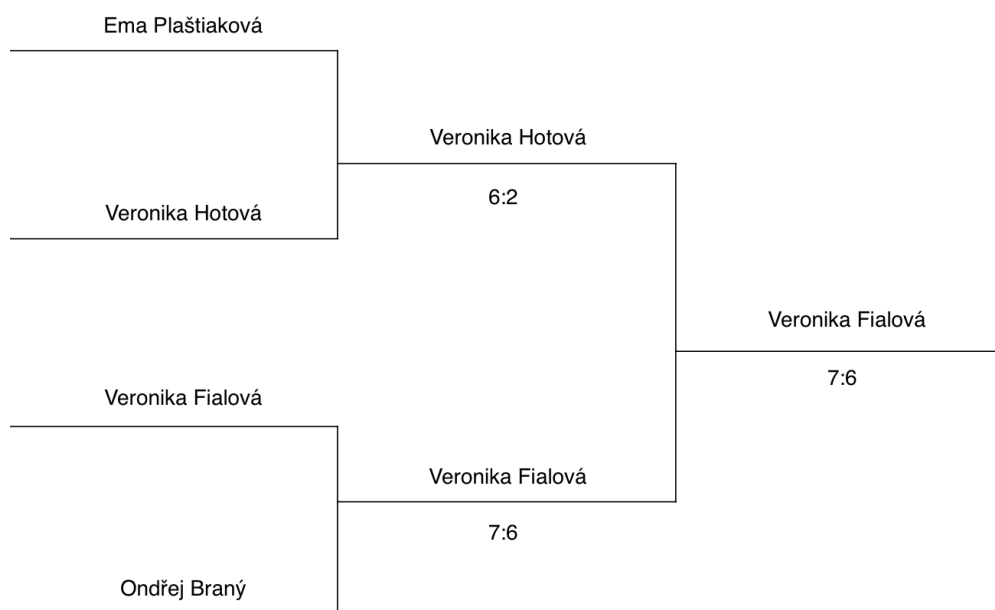 Ema Plaštiaková
Veronika Hotová
6:2
Veronika Hotová
Veronika Fialová
7:6
Veronika Fialová
Veronika Fialová
7:6
Ondřej Braný